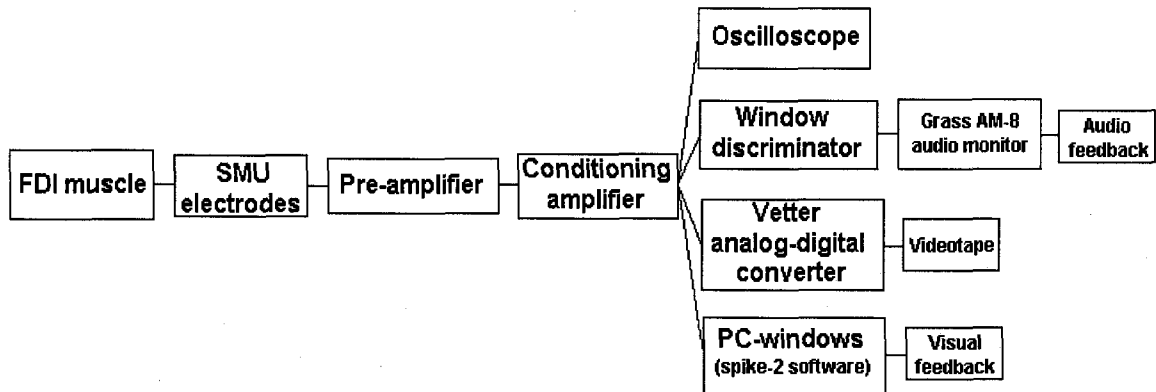 FDI muscle
SMU
electrodes
Pre-amplifier
Conditioning
amplifier
Oscilloscope
Window
discriminator
Grass AM-8
audio monitor
Audio
feedback
Vetter
analog-digital
converter
Videotape
PC-windows
(spike-2 software)
Visual
feedback